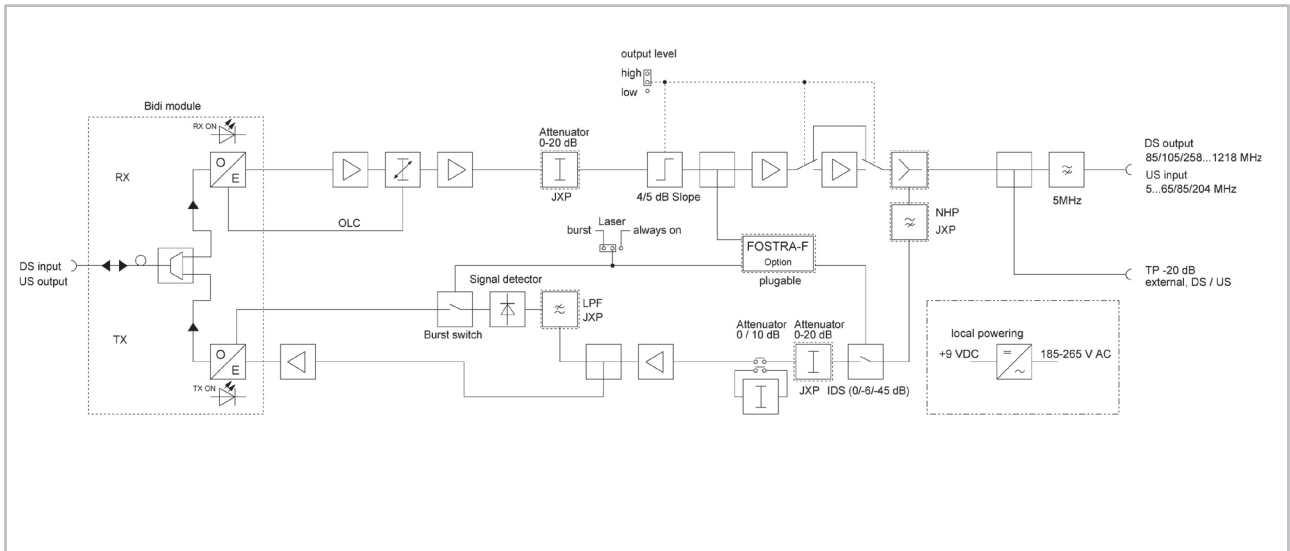 output level
high
low
Bidi module
RX ON
O
E
RX
OLC
Attenuator
0-20 dB
JXP
4/5 dB Slope
DS output
85/105/258...1218 MHz
US input
5...65/85/204 MHz
5MHz
NHP
JXP
Laser
burst
always on
FOSTRA-F
Option
plugable
DS input
US output
TP -20 dB
external, DS / US
Signal detector
LPF
JXP
Burst switch
TX
O
E
TX ON
Attenuator
0 / 10 dB
Attenuator
0-20 dB
JXP
IDS (0/-6/-45 dB)
local powering
+9 VDC
185-265 V AC